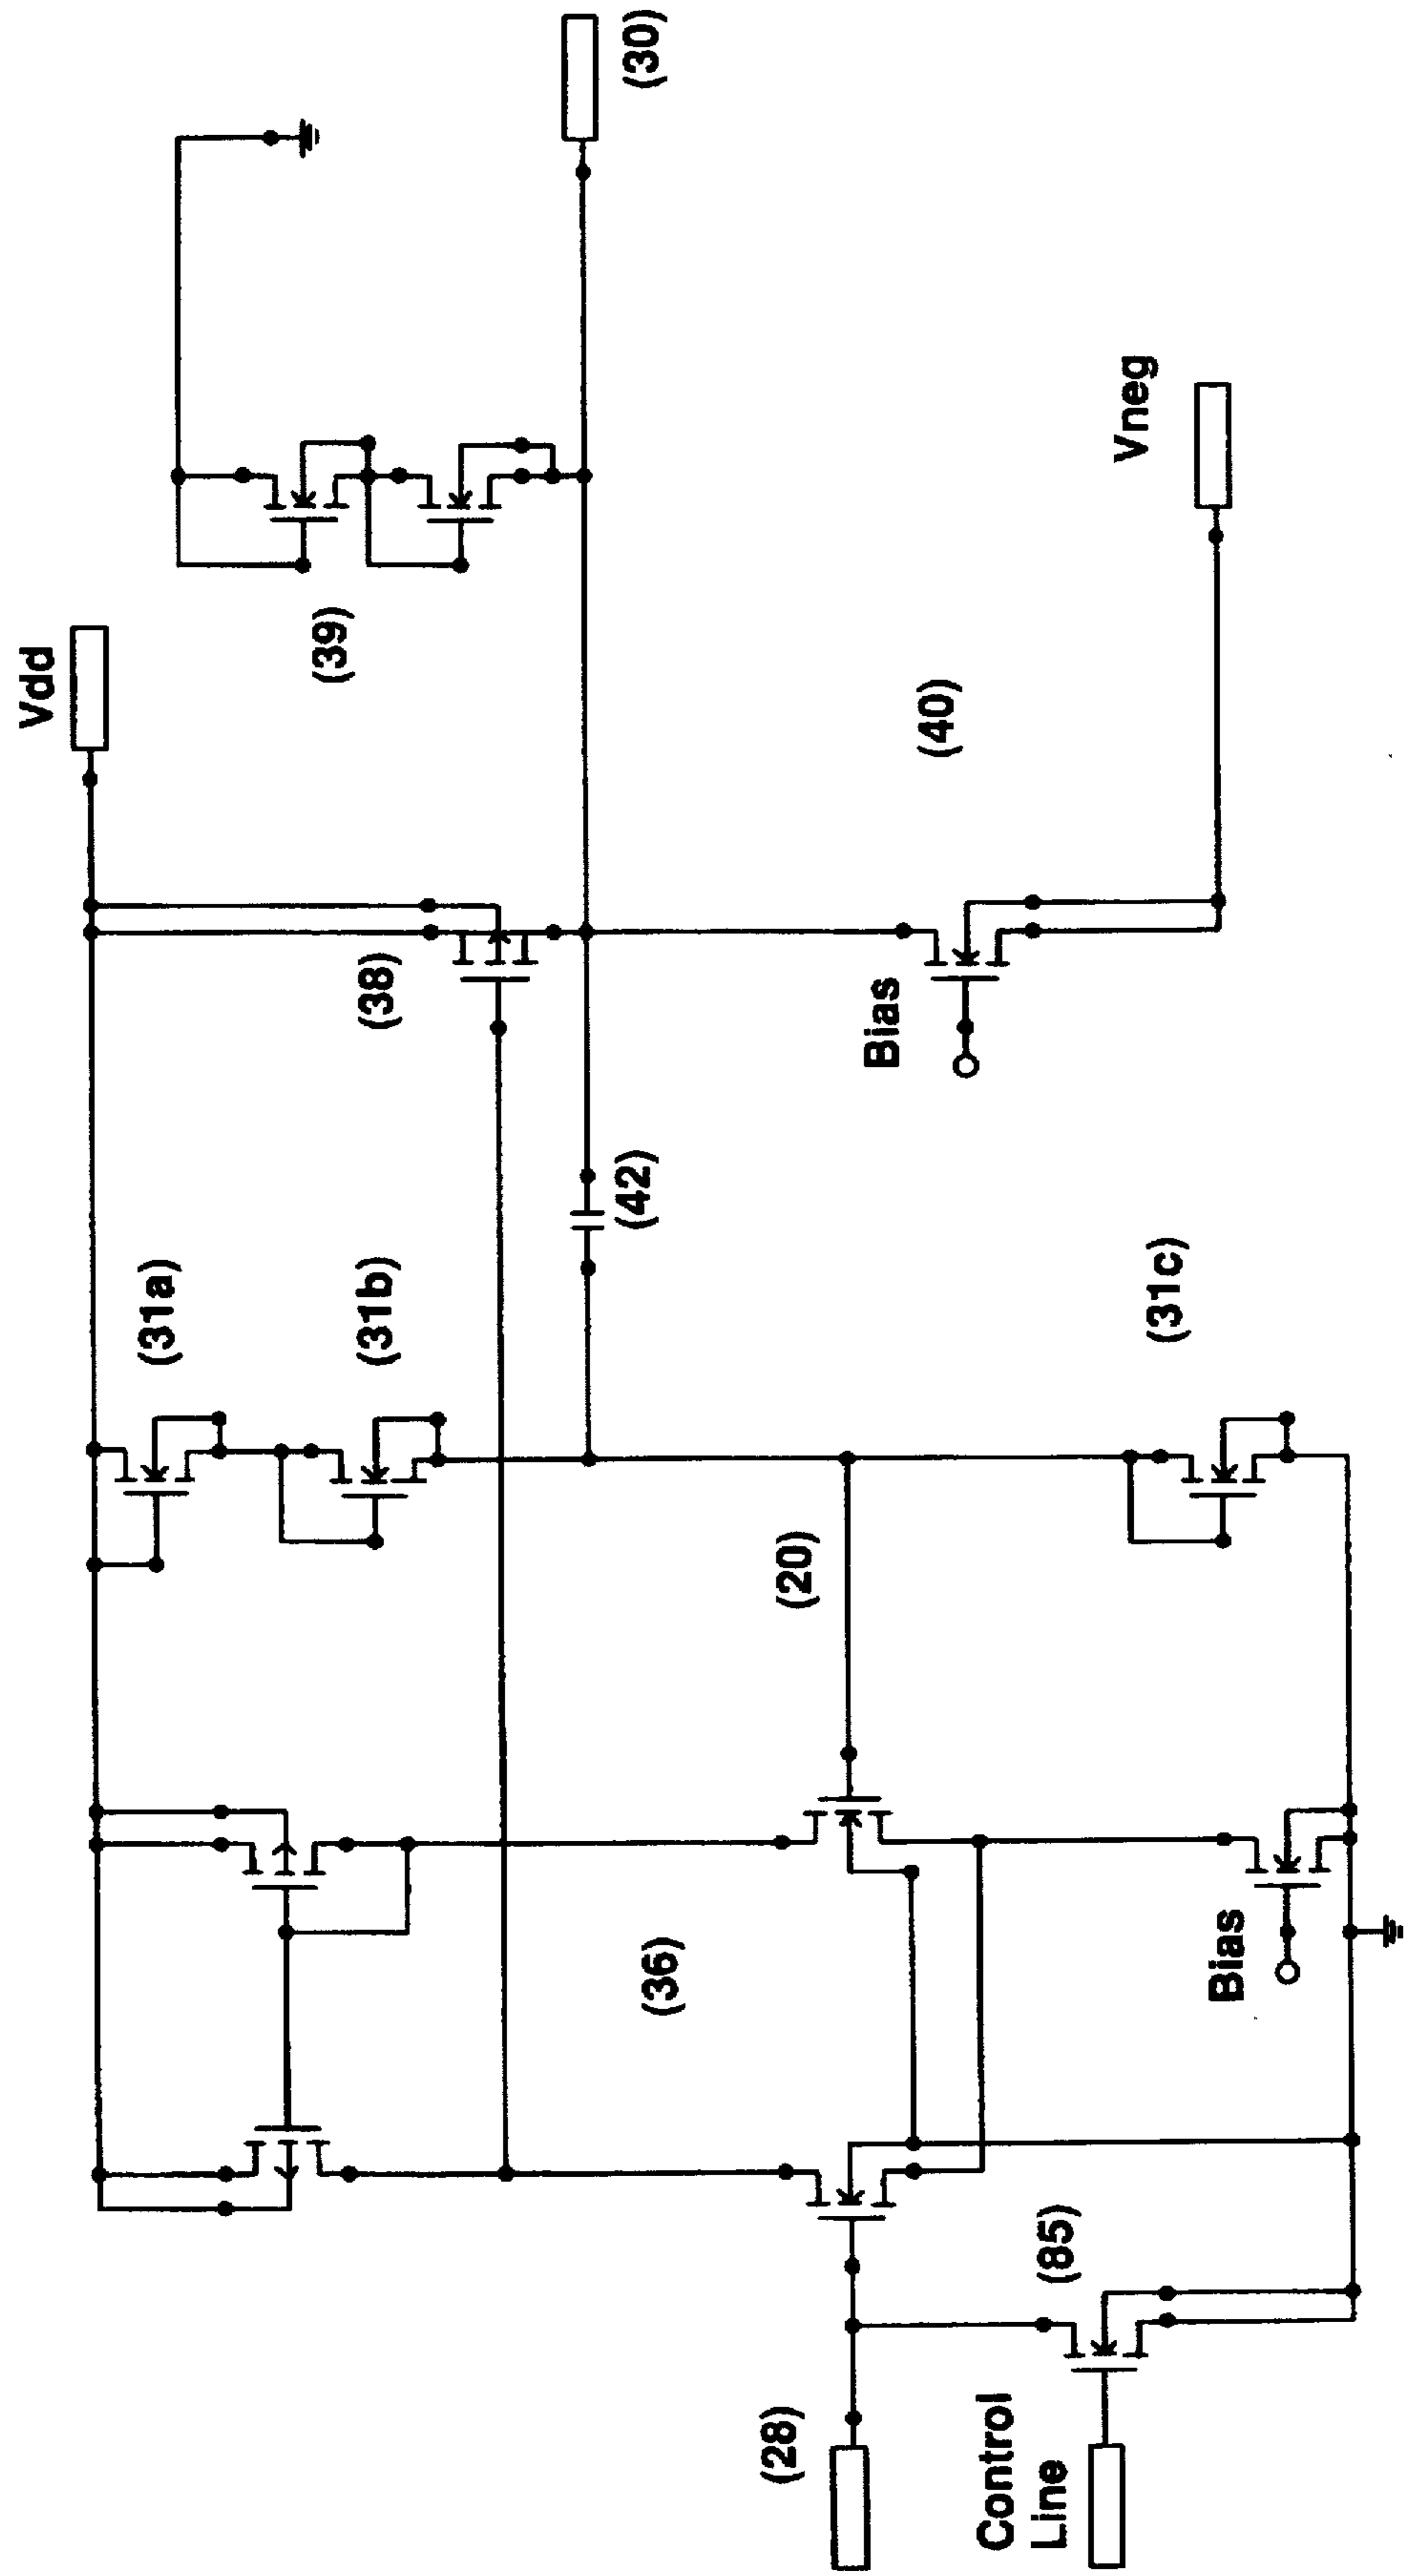 Vdd
(30)
(39)
(38)
(31a)
(31b)
(42)
(40)
Vneg
Bias
(31c)
(20)
(36)
Bias
(85)
(28)
Control
Line